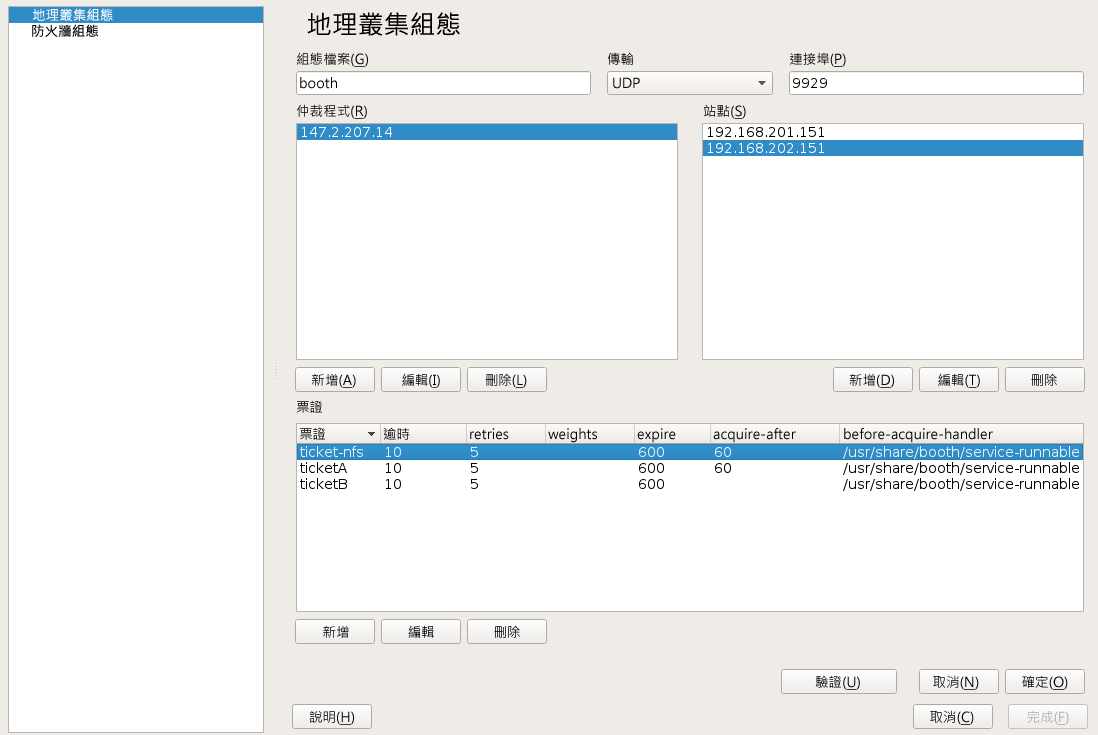 地理叢集組態
防火牆組態
地理叢集組態
組態檔案(G) 傳輸 連接埠(P)
booth UDP 9929
仲裁程式(R) 站點(S)
147.2.207.14 192.168.201.151
192.168.202.151
新增(A) 編輯(I) 刪除(L) 新增(D) 編輯(T) 刪除
票證
票證 逾時 retries weights expire acquire-after before-acquire-handler
ticket-nfs 10 5 600 60 /usr/share/booth/service-runnable
ticketA 10 5 600 60 /usr/share/booth/service-runnable
ticketB 10 5 600 /usr/share/booth/service-runnable
新增 編輯 刪除
驗證(U) 取消(N) 確定(O)
說明(H) 取消(C) 完成(F)